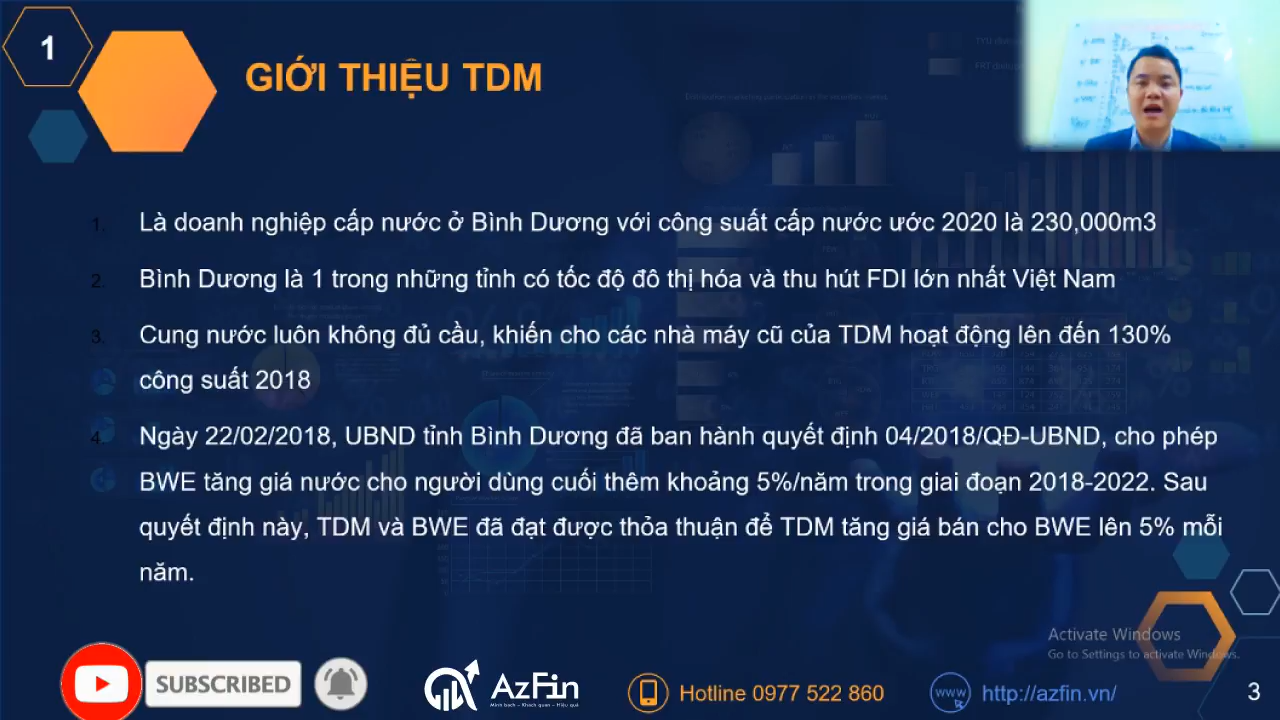 1
GIỚI THIỆU TDM
1. Là doanh nghiệp cấp nước ở Bình Dương với công suất cấp nước ước 2020 là 230,000m3
2. Bình Dương là 1 trong những tỉnh có tốc độ đô thị hóa và thu hút FDI lớn nhất Việt Nam
3. Cung nước luôn không đủ cầu, khiến cho các nhà máy cũ của TDM hoạt động lên đến 130%
công suất 2018
4. Ngày 22/02/2018, UBND tỉnh Bình Dương đã ban hành quyết định 04/2018/QĐ-UBND, cho phép
BWE tăng giá nước cho người dùng cuối thêm khoảng 5%/năm trong giai đoạn 2018-2022. Sau
quyết định này, TDM và BWE đã đạt được thỏa thuận để TDM tăng giá bán cho BWE lên 5% mỗi
năm.
Activate Windows
Go to Settings to activate Windows.
SUBSCRIBED
AzFin
Minh bạch – Khách quan – Hiệu quả
Hotline 0977 522 860
www
http://azfin.vn/
3